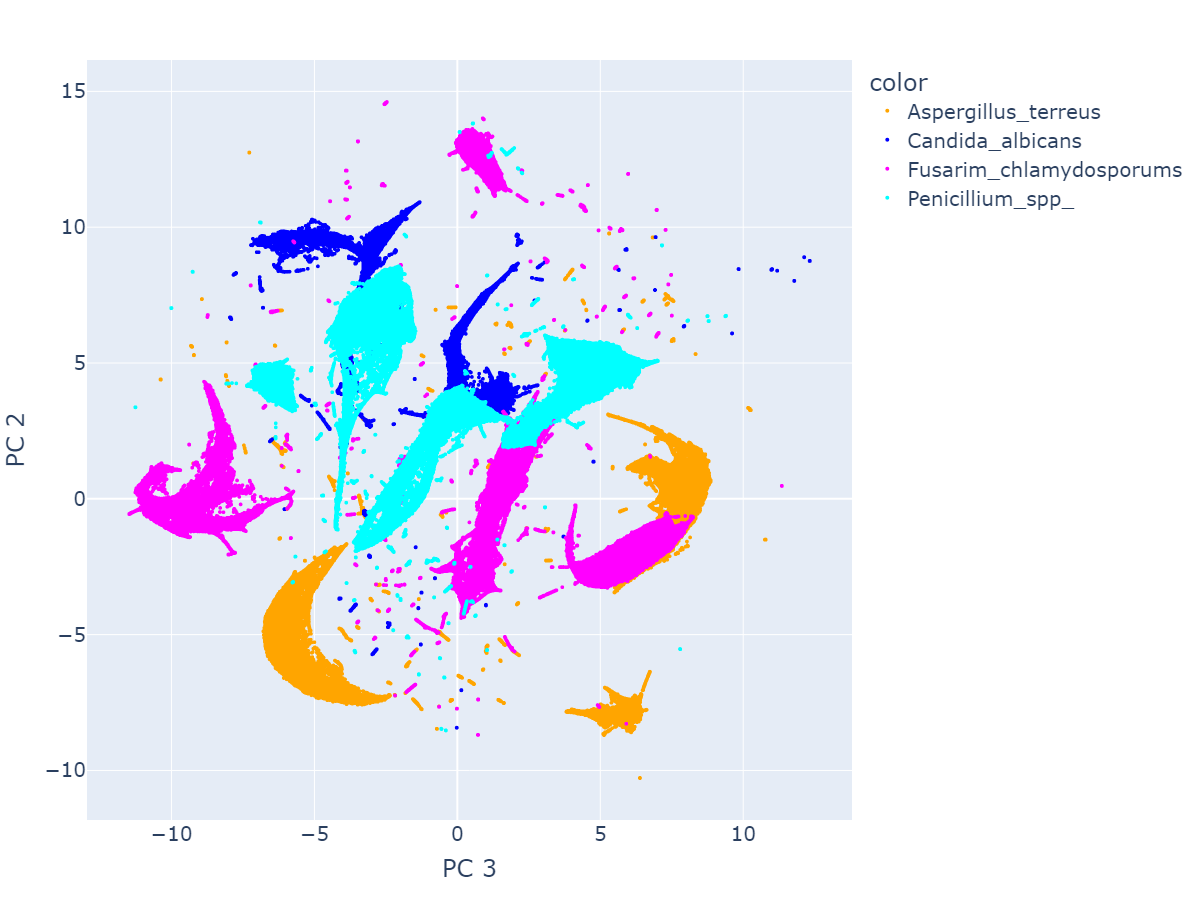 color
Aspergillus_terreus
Candida_albicans
Fusarim_chlamydosporums
Penicillium_spp_
15
10
5
0
−5
−10
PC 2
−10
−5
0
5
10
PC 3